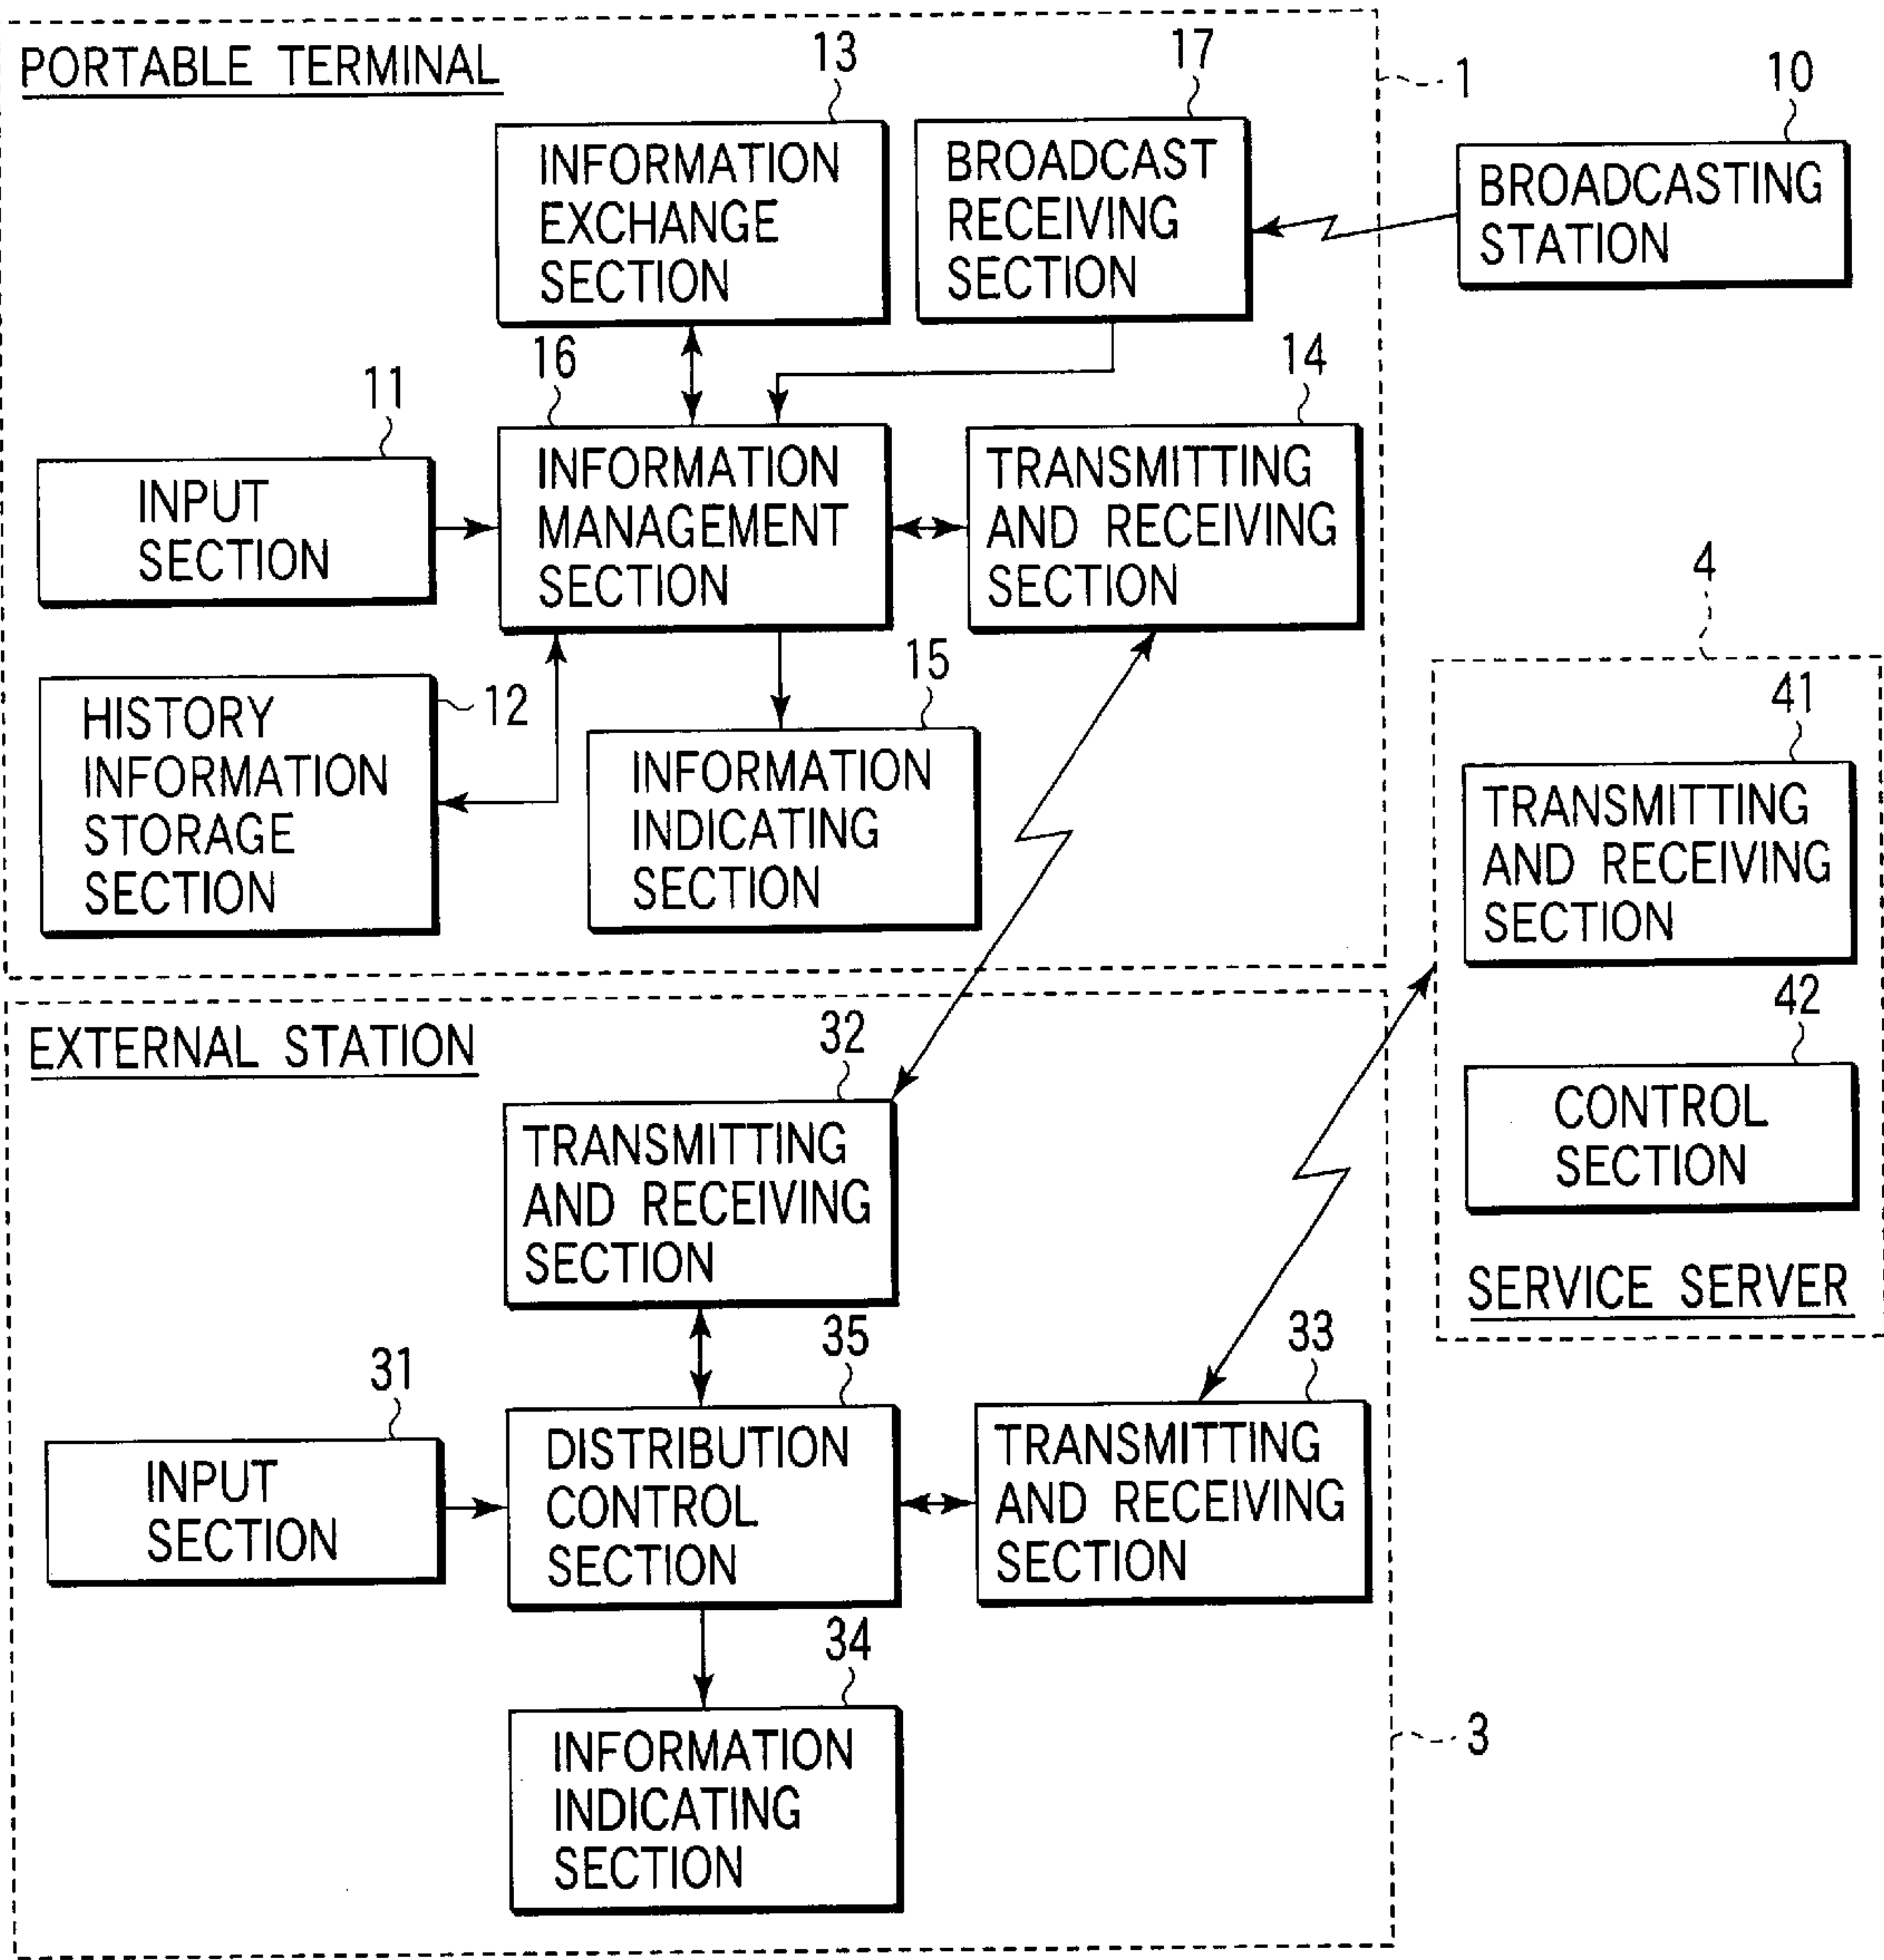 PORTABLE TERMINAL
1
13
INFORMATION
EXCHANGE
SECTION
17
BROADCAST
RECEIVING
SECTION
10
BROADCASTING
STATION
11
INPUT
SECTION
16
INFORMATION
MANAGEMENT
SECTION
14
TRANSMITTING
AND RECEIVING
SECTION
12
HISTORY
INFORMATION
STORAGE
SECTION
15
INFORMATION
INDICATING
SECTION
4
41
TRANSMITTING
AND RECEIVING
SECTION
42
CONTROL
SECTION
SERVICE SERVER
EXTERNAL STATION
32
TRANSMITTING
AND RECEIVING
SECTION
31
INPUT
SECTION
35
DISTRIBUTION
CONTROL
SECTION
33
TRANSMITTING
AND RECEIVING
SECTION
34
INFORMATION
INDICATING
SECTION
3